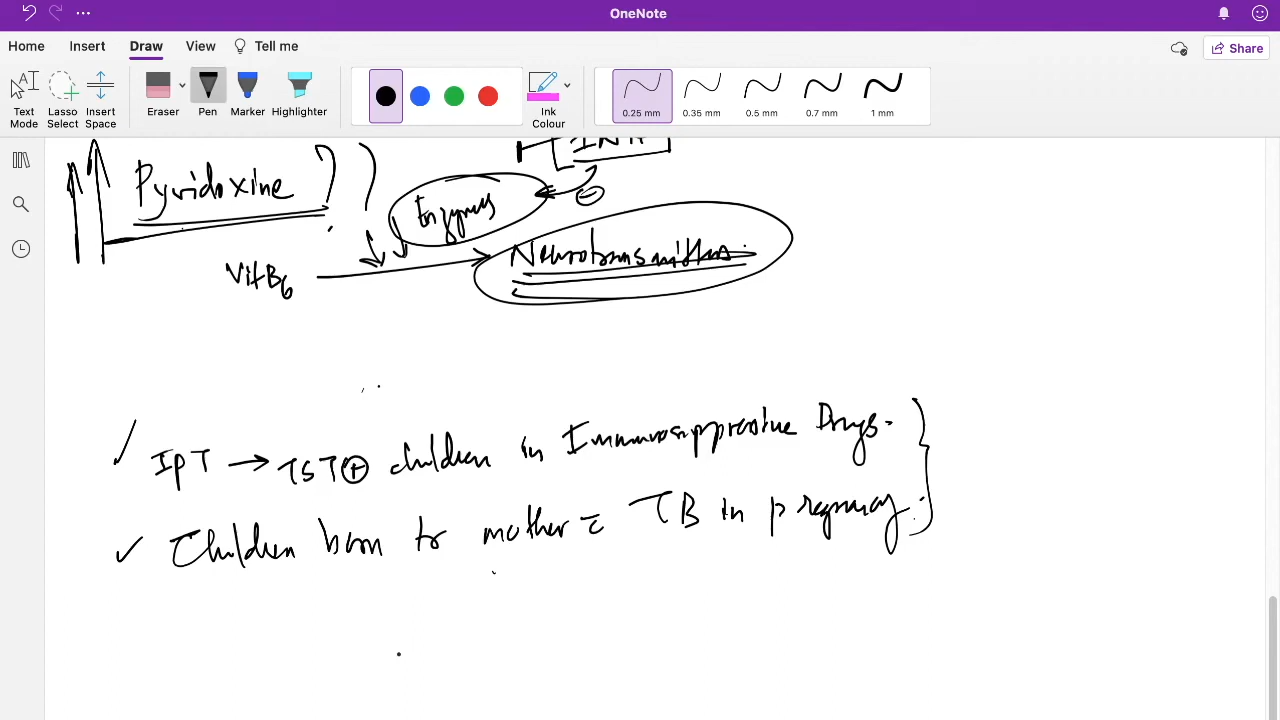 OneNote
Home Insert Draw View Tell me
Share
Text Mode
Lasso Select
Insert Space
Eraser
Pen
Marker
Highlighter
Ink Colour
0.25 mm
0.35 mm
0.5 mm
0.7 mm
1 mm
INH
Pyridoxine ? ?
Enzymes
Neurotransmitters
Vit B6
IPT → TST + children in Immunosuppressive Drugs.
Children born to mother c̄ TB in pregnancy.